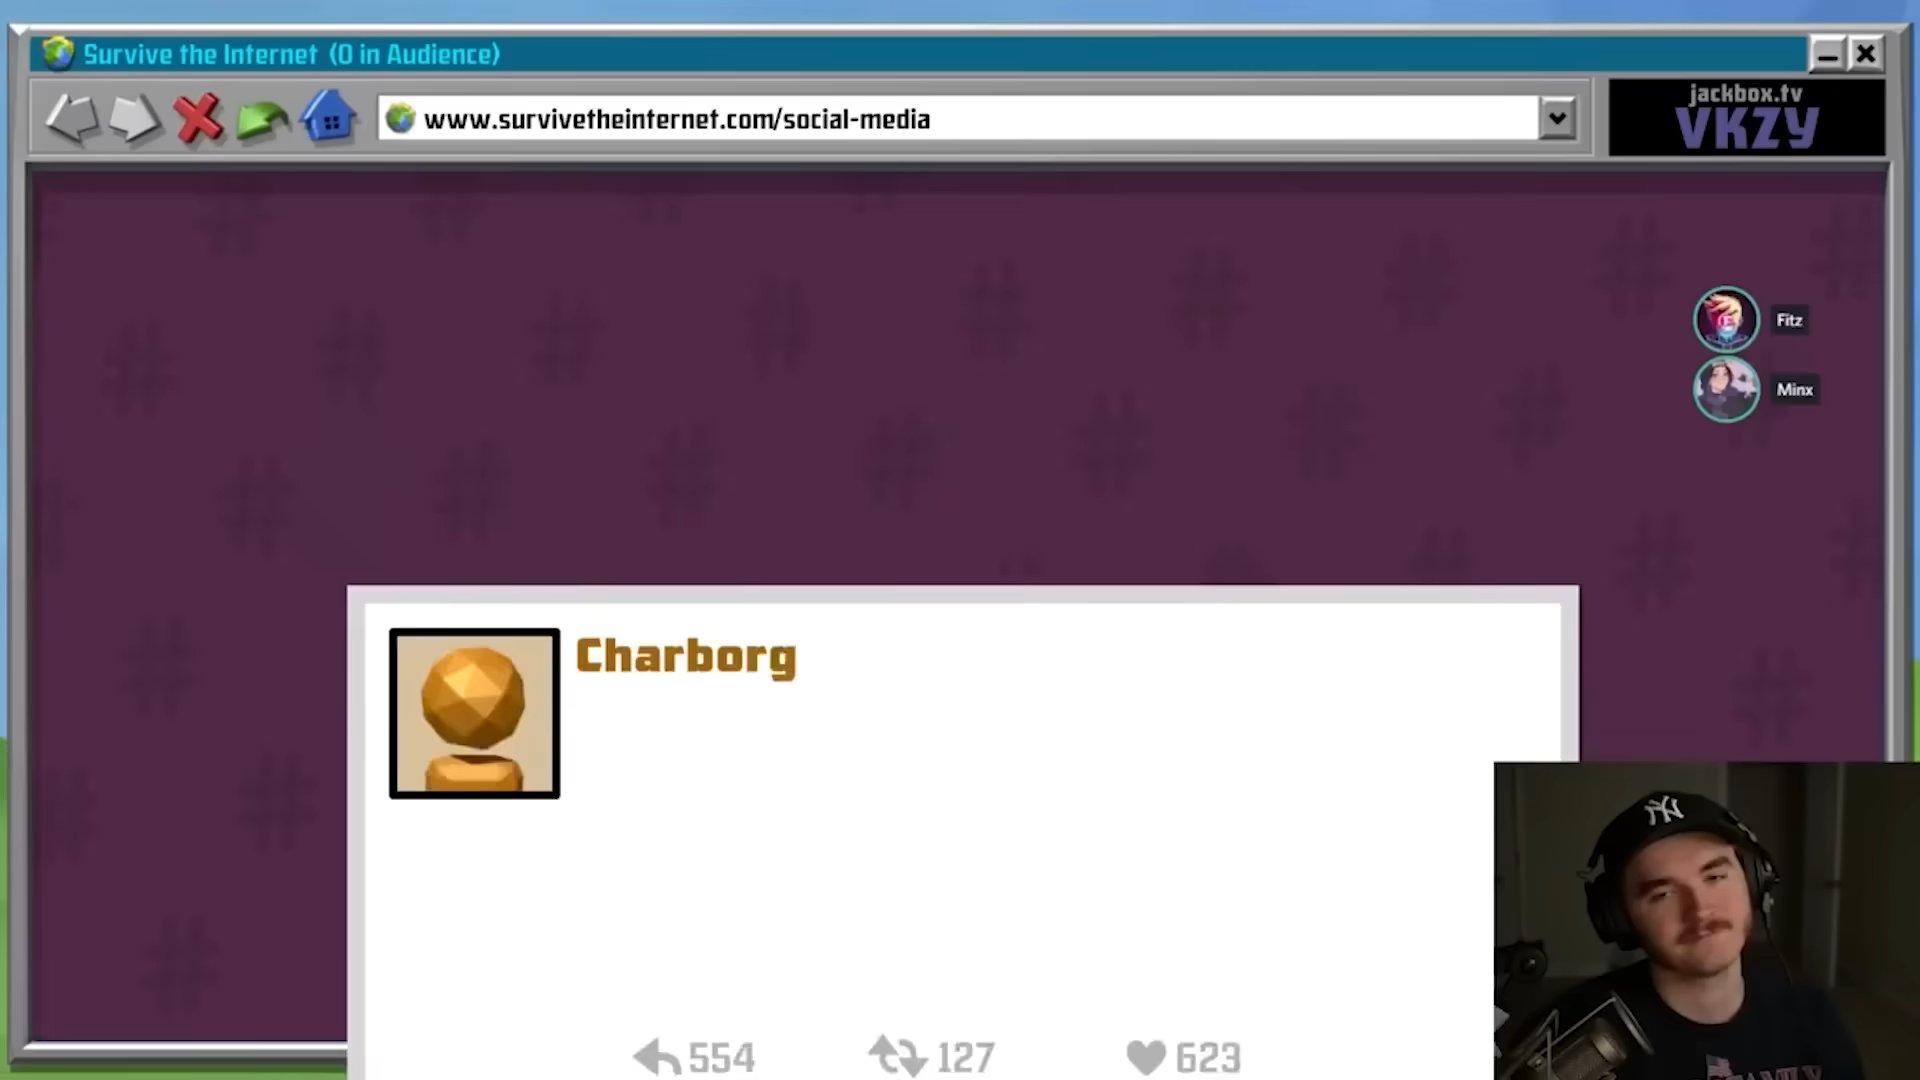 Survive the Internet (0 in Audience)
www.survivetheinternet.com/social-media
jackbox.tv
VKZY
Fitz
Minx
Charborg
NY
554
127
623